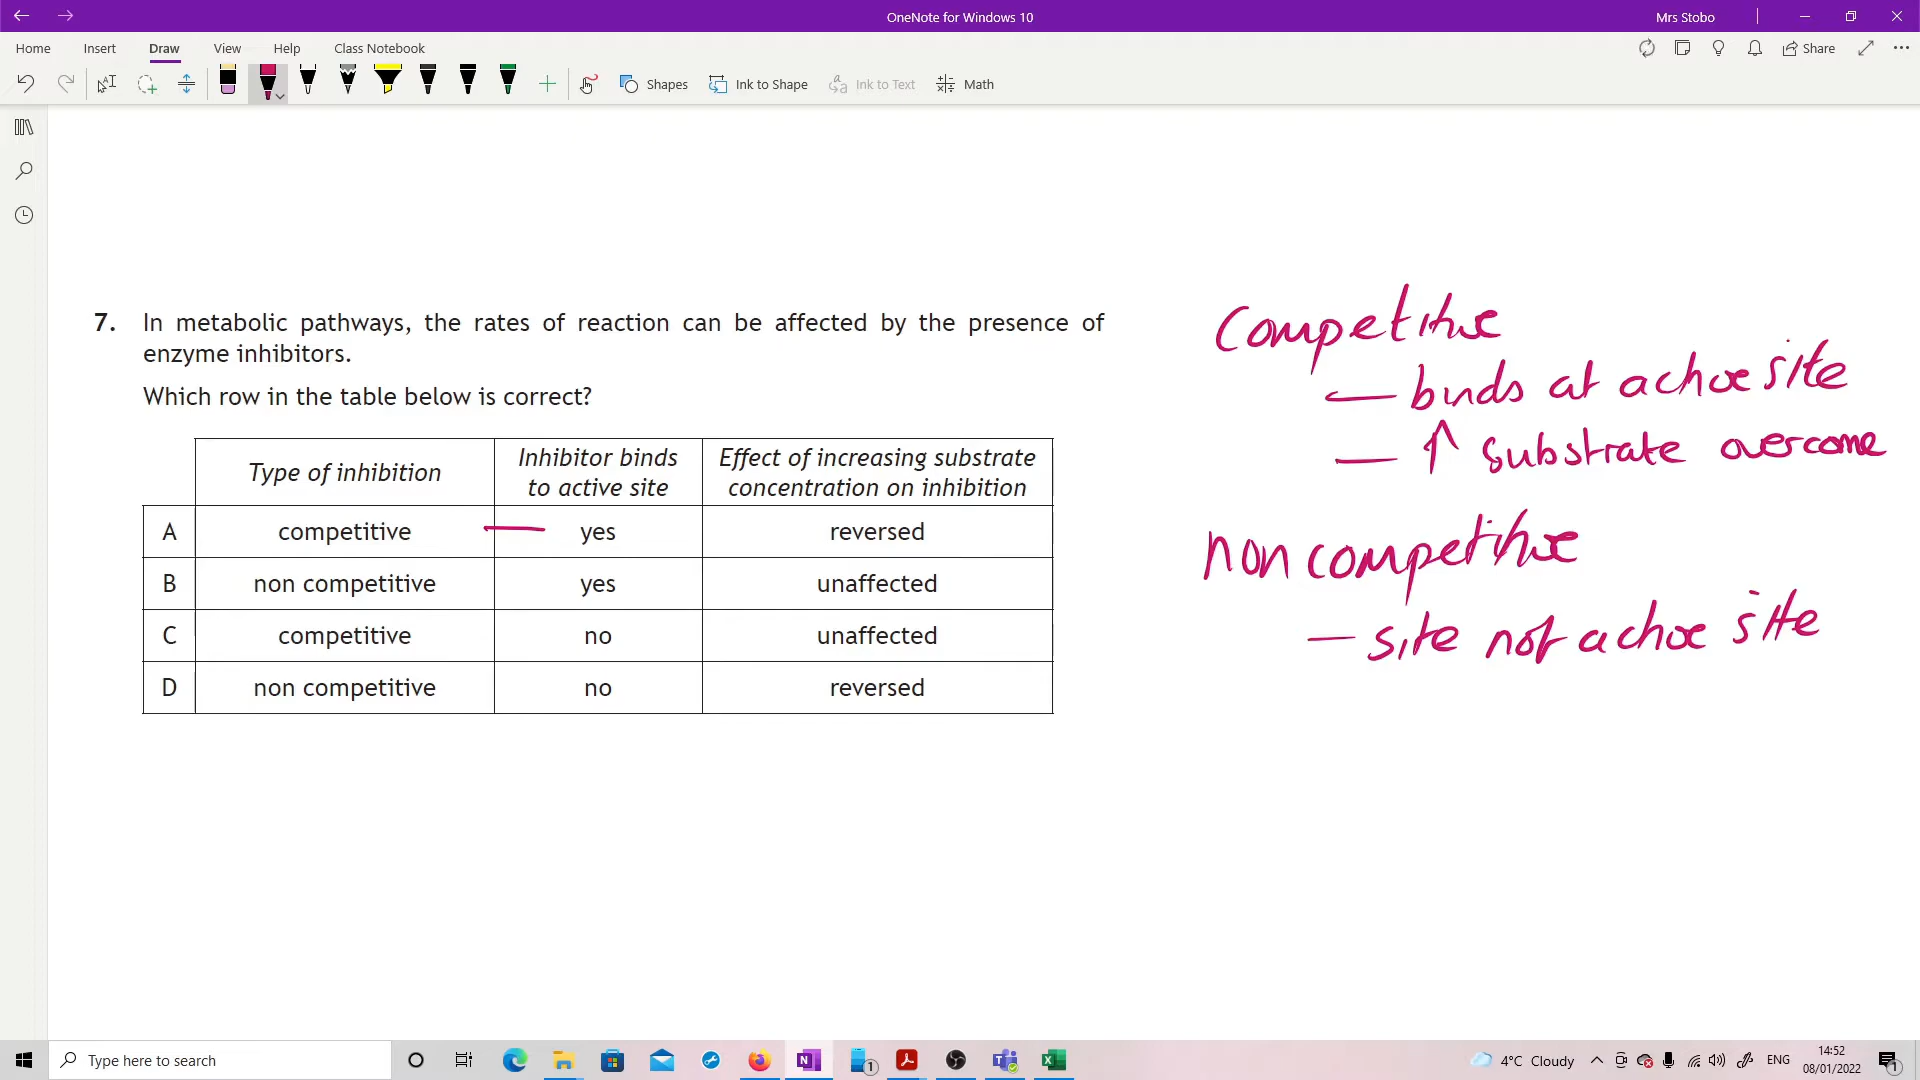 OneNote for Windows 10
Mrs Stobo
Home Insert Draw View Help Class Notebook
Share
Shapes Ink to Shape Ink to Text Math
7. In metabolic pathways, the rates of reaction can be affected by the presence of
enzyme inhibitors.
Which row in the table below is correct?
Type of inhibition
Inhibitor binds
to active site
Effect of increasing substrate
concentration on inhibition
A competitive yes reversed
B non competitive yes unaffected
C competitive no unaffected
D non competitive no reversed
Competitive
— binds at active site
— ↑ substrate overcome
non competitive
— site not active site
Type here to search
1
4°C Cloudy
ENG
14:52
08/01/2022
1